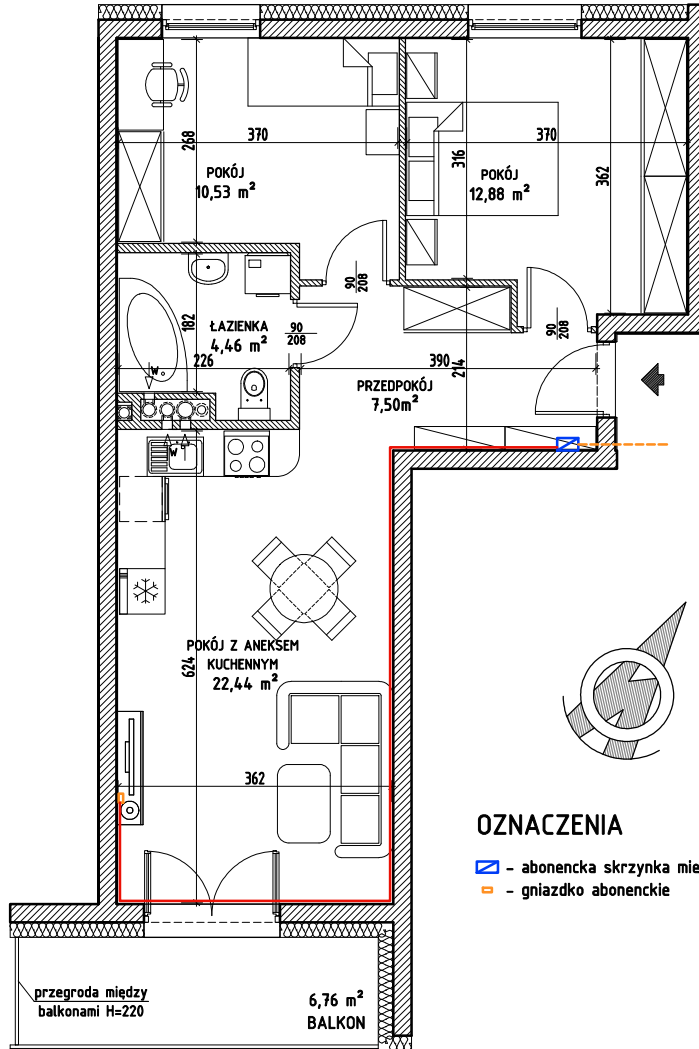 268
370
POKÓJ
10,53 m²
316
370
POKÓJ
12,88 m²
362
90
208
90
208
182
ŁAZIENKA
4,46 m²
226
90
208
390
214
PRZEDPOKÓJ
7,50m²
W
W
624
POKÓJ Z ANEKSEM
KUCHENNYM
22,44 m²
362
OZNACZENIA
- abonencka skrzynka mie
- gniazdko abonenckie
przegroda między
balkonami H=220
6,76 m²
BALKON